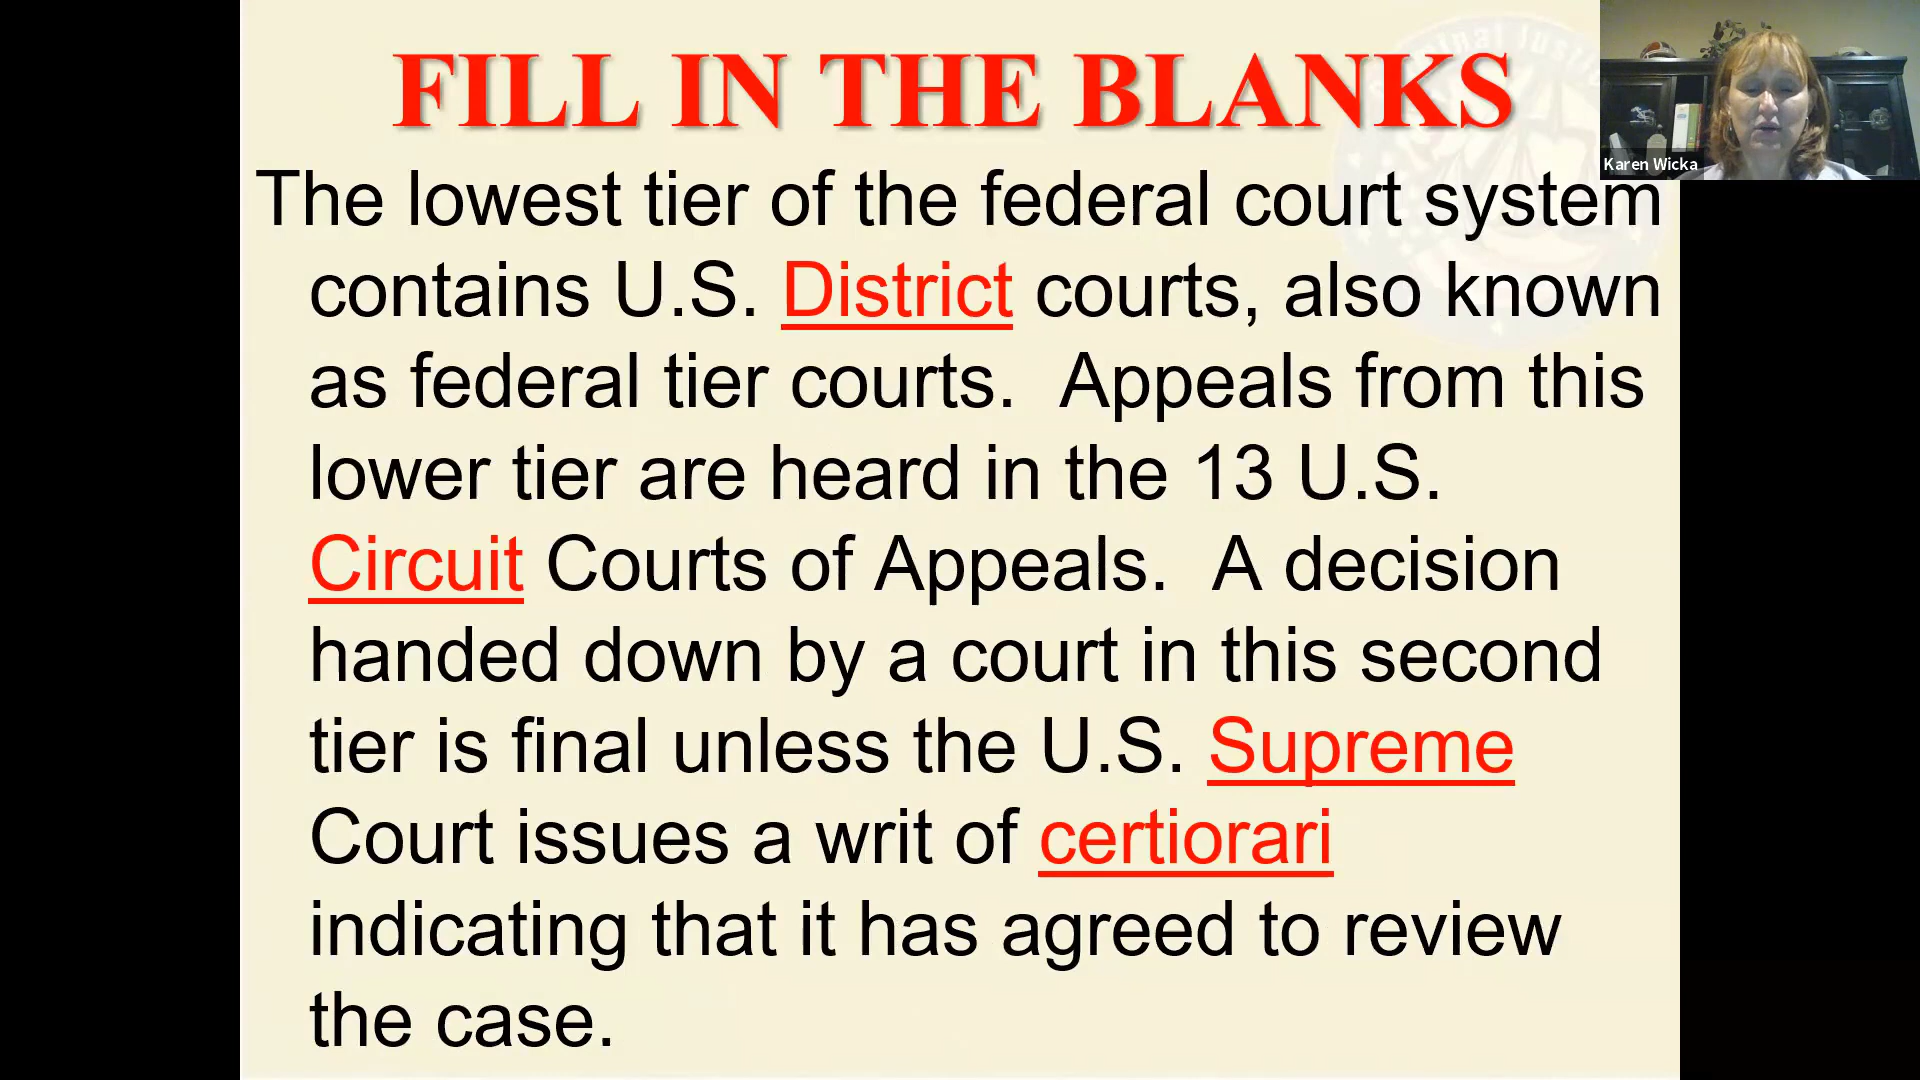 FILL IN THE BLANKS
Karen Wicka
The lowest tier of the federal court system
contains U.S. District courts, also known
as federal tier courts.  Appeals from this
lower tier are heard in the 13 U.S.
Circuit Courts of Appeals.  A decision
handed down by a court in this second
tier is final unless the U.S. Supreme
Court issues a writ of certiorari
indicating that it has agreed to review
the case.